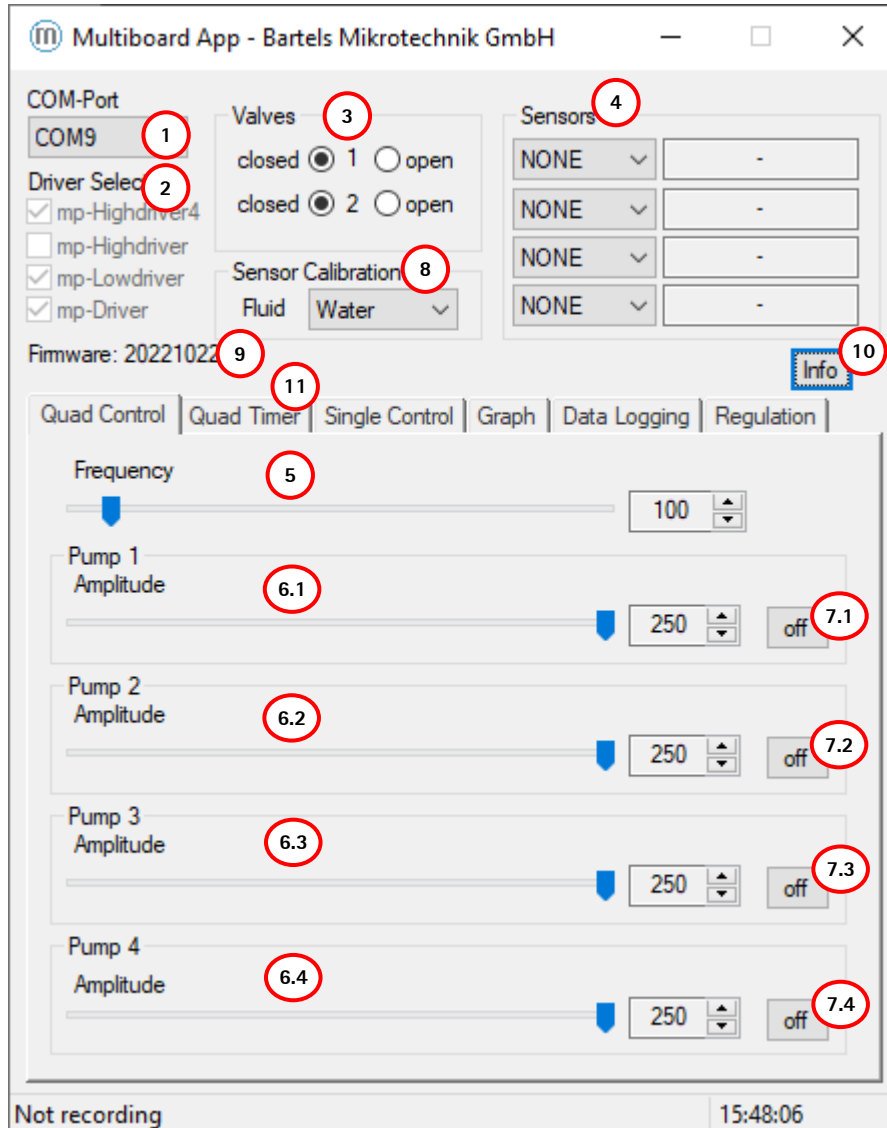 Multiboard App - Bartels Mikrotechnik GmbH
COM-Port
COM9
1
Driver Selec
2
mp-Highdriver4
mp-Highdriver
mp-Lowdriver
mp-Driver
Valves
3
closed 1 open
closed 2 open
Sensor Calibration
8
Fluid Water
Sensors
4
NONE -
NONE -
NONE -
NONE -
Firmware: 20221022
9
Info
10
11
Quad Control Quad Timer Single Control Graph Data Logging Regulation
Frequency
5
100
Pump 1
Amplitude
6.1
250 off
7.1
Pump 2
Amplitude
6.2
250 off
7.2
Pump 3
Amplitude
6.3
250 off
7.3
Pump 4
Amplitude
6.4
250 off
7.4
Not recording 15:48:06